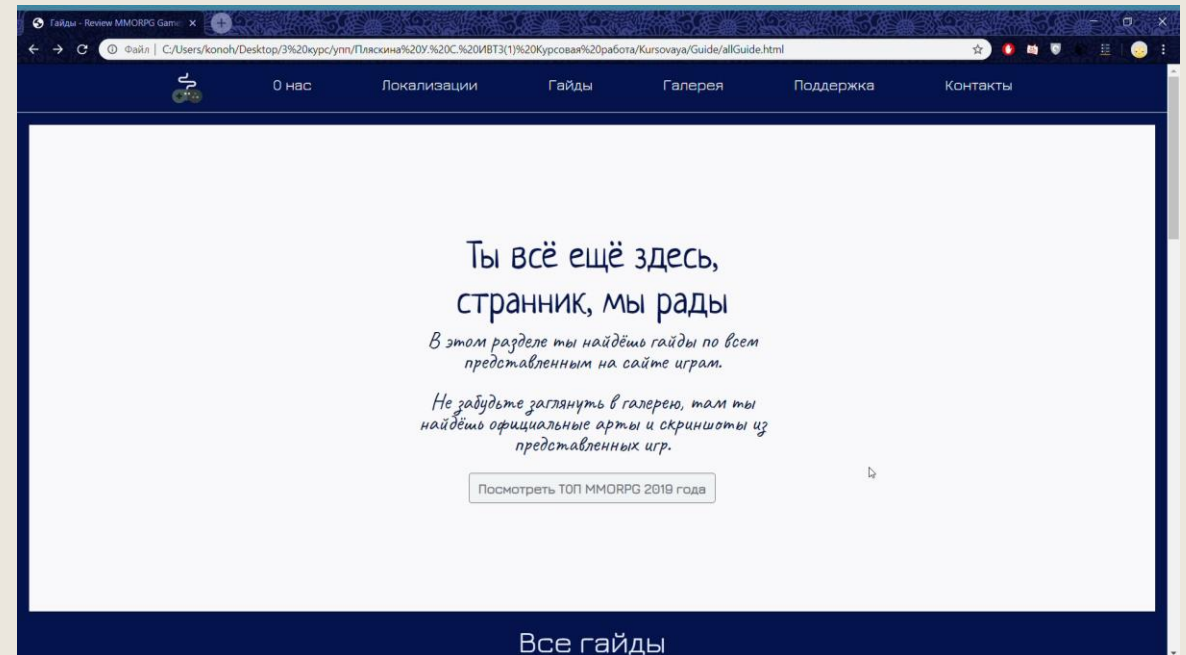 Гайды - Review MMORPG Game
Файл | C:/Users/konoh/Desktop/3%20курс/упп/Пляскина%20У.%20С.%20ИВТ3(1)%20Курсовая%20работа/Kursovaya/Guide/allGuide.html
О нас Локализации Гайды Галерея Поддержка Контакты
Ты всё ещё здесь,
странник, мы рады
В этом разделе ты найдёшь гайды по всем
представленным на сайте играм.
Не забудьте заглянуть в галерею, там ты
найдёшь официальные арты и скриншоты из
представленных игр.
Посмотреть ТОП MMORPG 2019 года
Все гайды